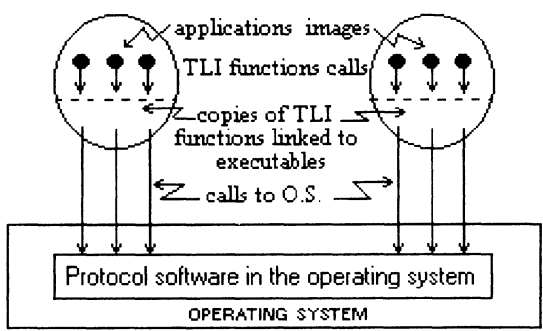 applications images
TLI functions calls
copies of TLI
functions linked to
executables
calls to O.S.
Protocol software in the operating system
OPERATING SYSTEM